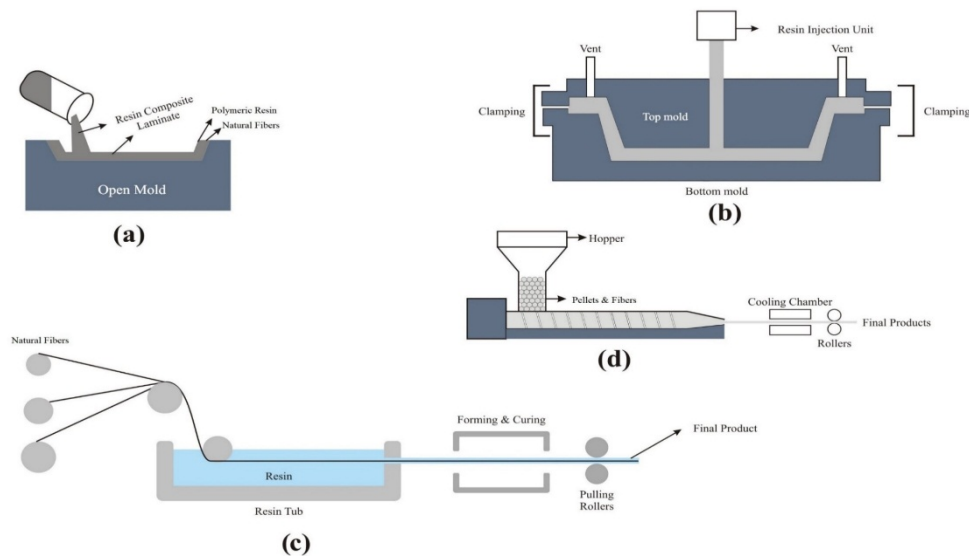 Resin Composite
Laminate
Polymeric Resin
Natural Fibers
Open Mold
(a)
Resin Injection Unit
Vent
Vent
Clamping
Clamping
Top mold
Bottom mold
(b)
Hopper
Pellets & Fibers
Cooling Chamber
Final Products
Rollers
(d)
Natural Fibers
Forming & Curing
Final Product
Resin
Pulling
Rollers
Resin Tub
(c)